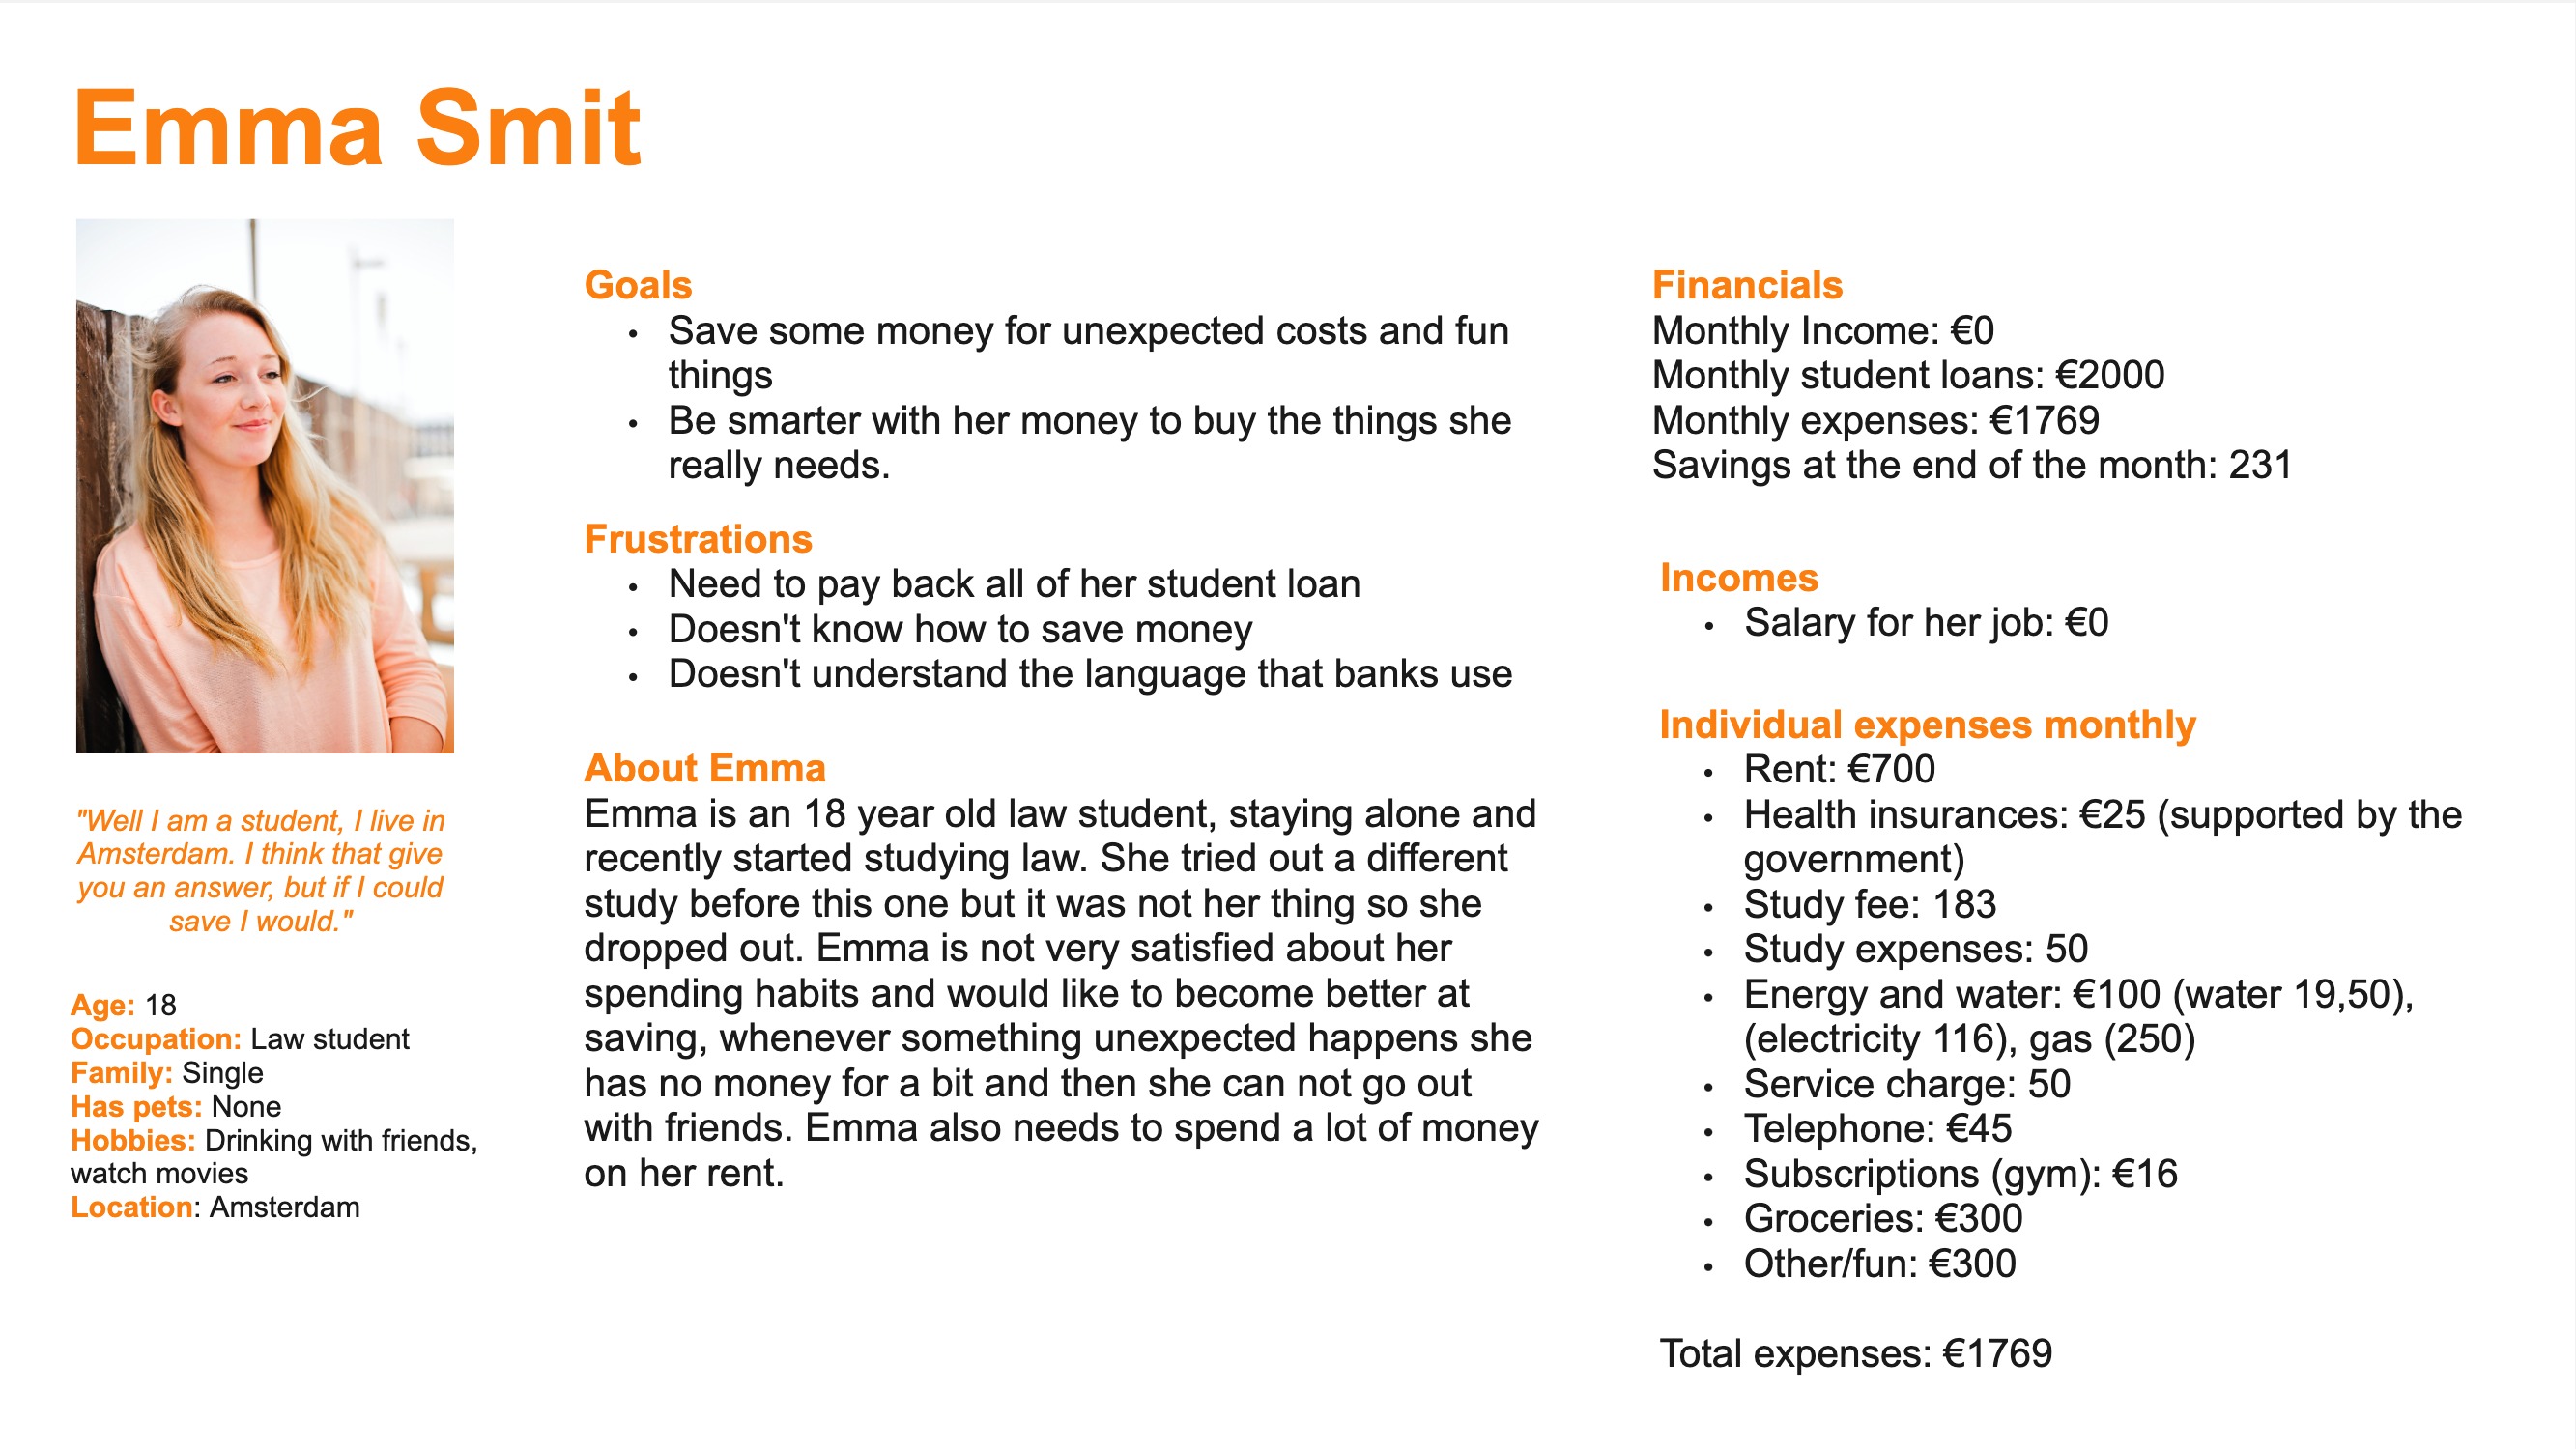 Emma Smit
"Well I am a student, I live in
Amsterdam. I think that give
you an answer, but if I could
save I would."
Age: 18
Occupation: Law student
Family: Single
Has pets: None
Hobbies: Drinking with friends,
watch movies
Location: Amsterdam
Goals
• Save some money for unexpected costs and fun
things
• Be smarter with her money to buy the things she
really needs.
Frustrations
• Need to pay back all of her student loan
• Doesn't know how to save money
• Doesn't understand the language that banks use
About Emma
Emma is an 18 year old law student, staying alone and
recently started studying law. She tried out a different
study before this one but it was not her thing so she
dropped out. Emma is not very satisfied about her
spending habits and would like to become better at
saving, whenever something unexpected happens she
has no money for a bit and then she can not go out
with friends. Emma also needs to spend a lot of money
on her rent.
Financials
Monthly Income: €0
Monthly student loans: €2000
Monthly expenses: €1769
Savings at the end of the month: 231
Incomes
• Salary for her job: €0
Individual expenses monthly
• Rent: €700
• Health insurances: €25 (supported by the
government)
• Study fee: 183
• Study expenses: 50
• Energy and water: €100 (water 19,50),
(electricity 116), gas (250)
• Service charge: 50
• Telephone: €45
• Subscriptions (gym): €16
• Groceries: €300
• Other/fun: €300
Total expenses: €1769